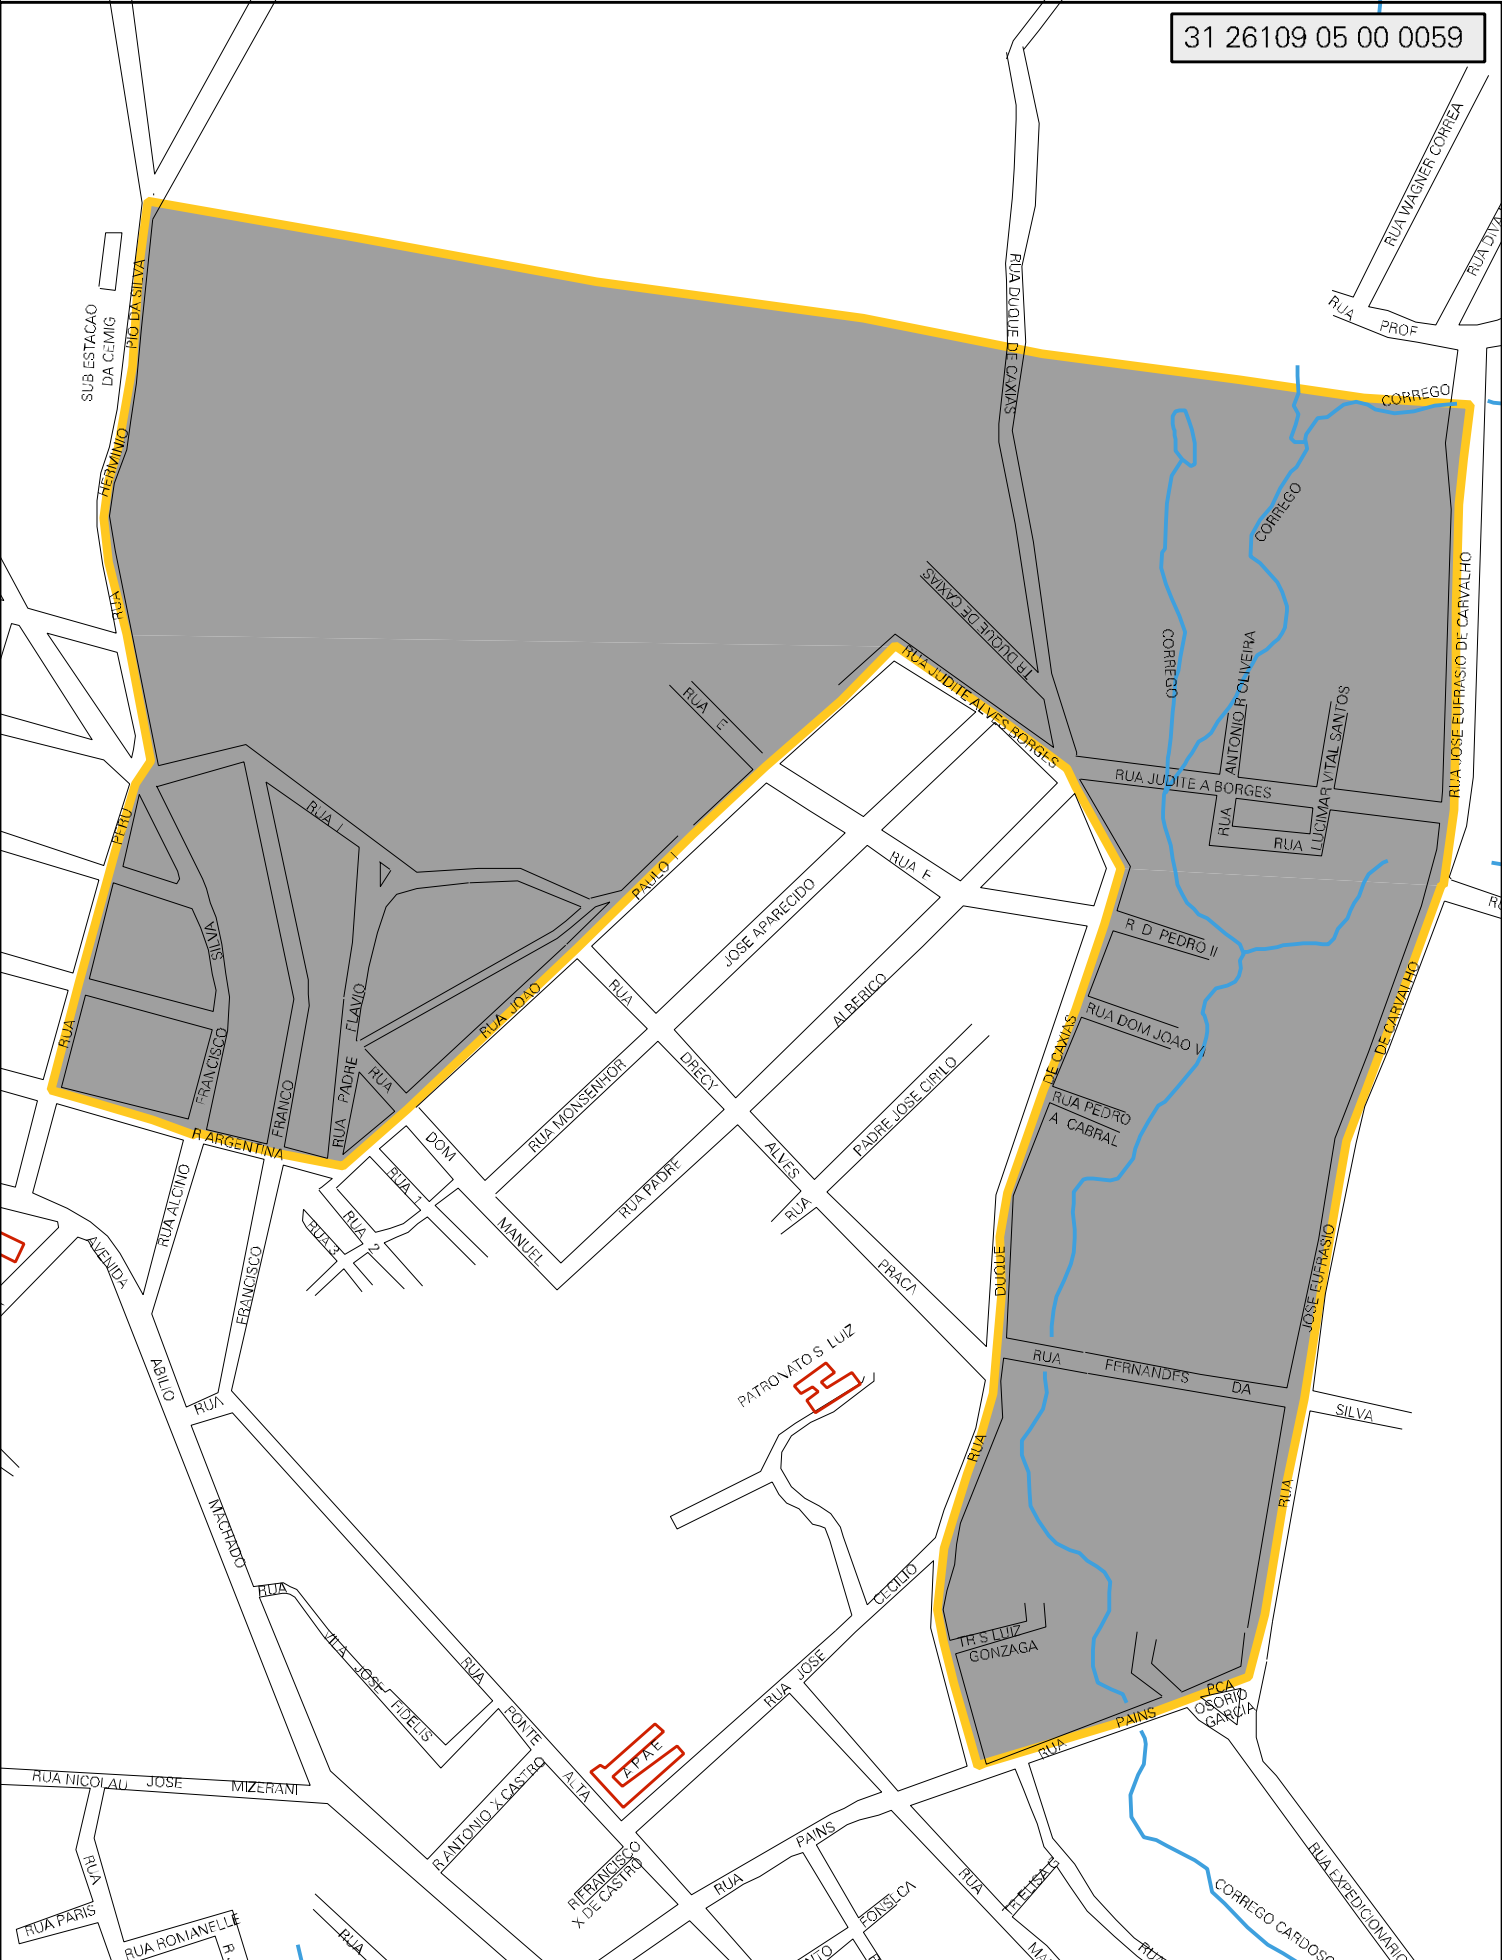 31 26109 05 00 0059
RUA WAGNER CORREA
RUA DIVA
RUA PROF
SUB ESTACAO
DA CEMIG
RUA HERMINIO PIO DA SILVA
RUA DUQUE DE CAXIAS
CORREGO
CORREGO
CORREGO
TR DUQUE DE CAXIAS
RUA JUDITE ALVES BORGES
RUA E
RUA ANTONIO R OLIVEIRA
RUA LUCIMAR VITAL SANTOS
RUA JUDITE A BORGES
RUA JOSE EUFRASIO DE CARVALHO
RUA PERU
RUA I
RUA F
RUA JOAO PAULO I
JOSE APARECIDO
ALBERICO
R D PEDRO II
RUA DOM JOAO VI
RUA PEDRO
A CABRAL
FRANCISCO SILVA
FRANCO
RUA PADRE FLAVIO
RUA
R ARGENTINA
RUA DRECY ALVES
RUA MONSENHOR
RUA PADRE
RUA PADRE JOSE CIRILO
DOM MANUEL
RUA 1
RUA 2
RUA 3
PRACA
RUA ALCINO
FRANCISCO
AVENIDA ABILIO MACHADO
RUA
RUA DUQUE DE CAXIAS
RUA JOSE EUFRASIO DE CARVALHO
RUA FERNANDES DA SILVA
PATRONATO S LUIZ
TR S LUIZ
GONZAGA
RUA JOSE CECILIO
PCA
OSORIO
GARCIA
RUA PAINS
RUA
VILA JOSE FIDELIS
RUA PONTE ALTA
A P A E
RUA NICOLAU JOSE MIZERANI
R ANTONIO X CASTRO
R FRANCISCO
X DE CASTRO
RUA PAINS
RUA
RUA PARIS
RUA ROMANELLE
RUA
FONSECA
RUA
TR ELISA G
RUA
RUA EXPEDICIONARIO
CORREGO CARDOSO